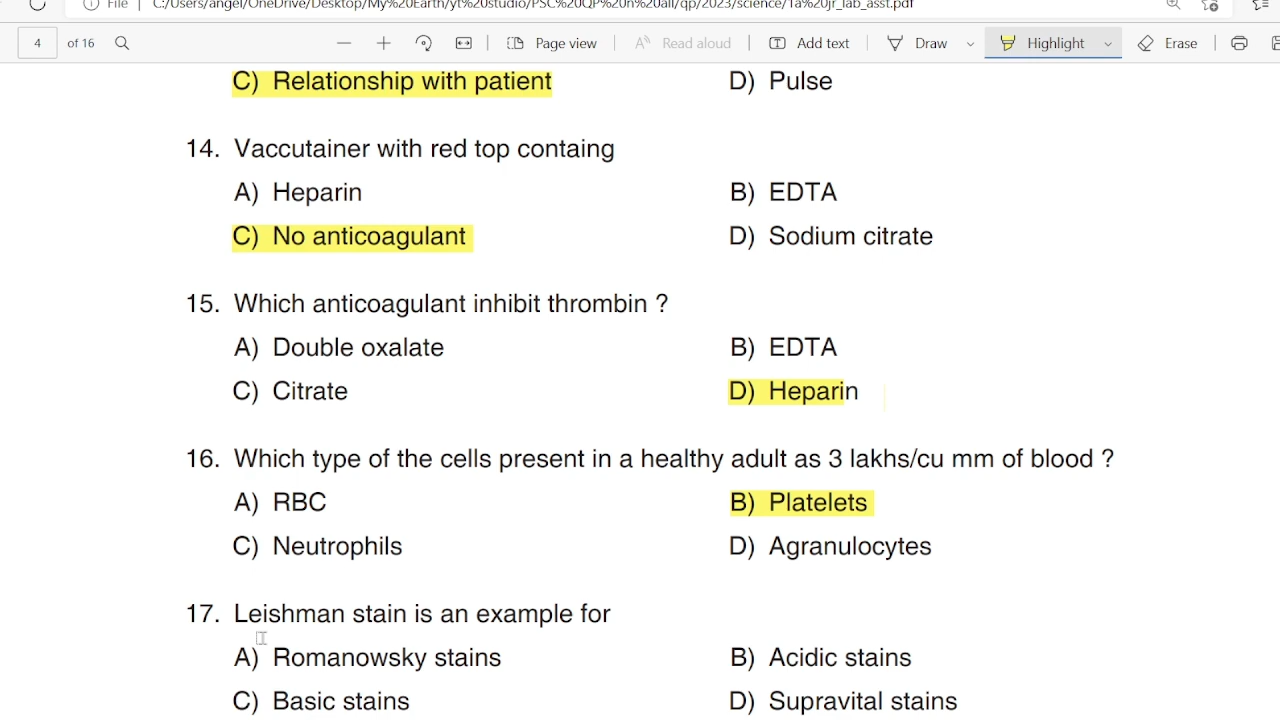 File | C:/Users/angel/OneDrive/Desktop/My%20Earth/yt%20studio/PSC%20QP%20n%20all/qp/2023/science/1a%20jr_lab_asst.pdf
4 of 16 Page view Read aloud Add text Draw Highlight Erase
C) Relationship with patient D) Pulse
14. Vaccutainer with red top containg
A) Heparin B) EDTA
C) No anticoagulant D) Sodium citrate
15. Which anticoagulant inhibit thrombin ?
A) Double oxalate B) EDTA
C) Citrate D) Heparin
16. Which type of the cells present in a healthy adult as 3 lakhs/cu mm of blood ?
A) RBC B) Platelets
C) Neutrophils D) Agranulocytes
17. Leishman stain is an example for
A) Romanowsky stains B) Acidic stains
C) Basic stains D) Supravital stains